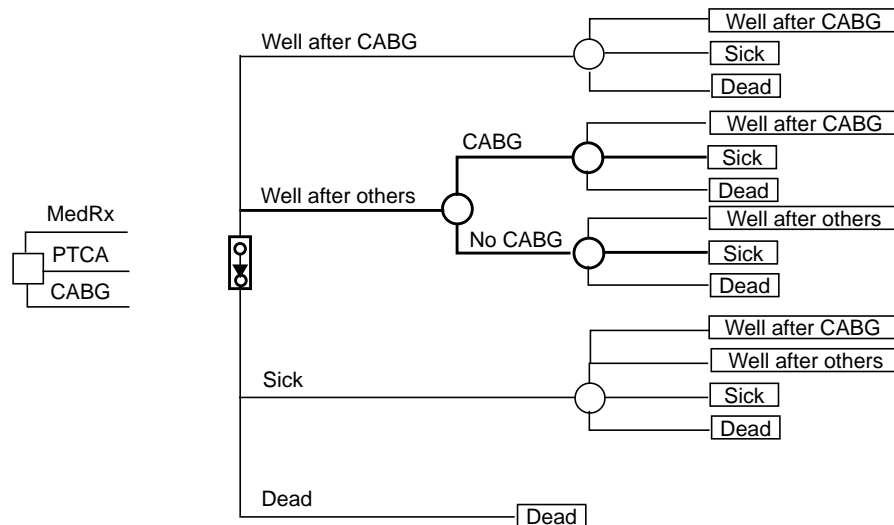 MedRx
PTCA
CABG
Well after CABG
Well after CABG
Sick
Dead
Well after others
CABG
Well after CABG
Sick
Dead
No CABG
Well after others
Sick
Dead
Sick
Well after CABG
Well after others
Sick
Dead
Dead
Dead